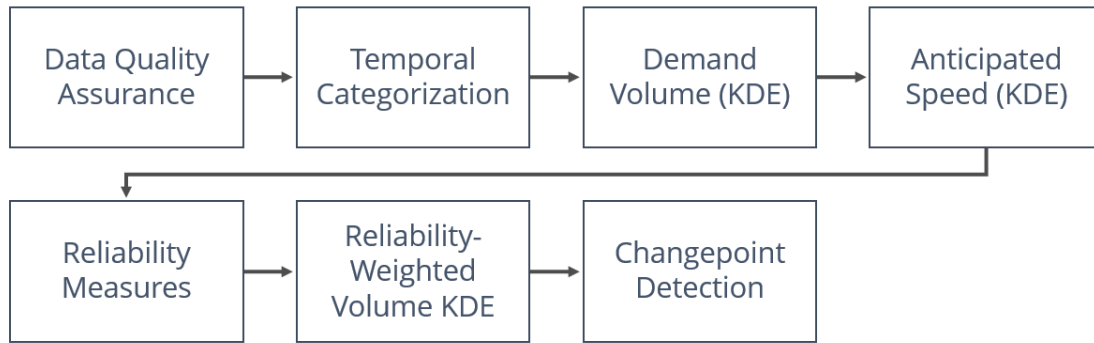 Data Quality
Assurance
Temporal
Categorization
Demand
Volume (KDE)
Anticipated
Speed (KDE)
Reliability
Measures
Reliability-
Weighted
Volume KDE
Changepoint
Detection